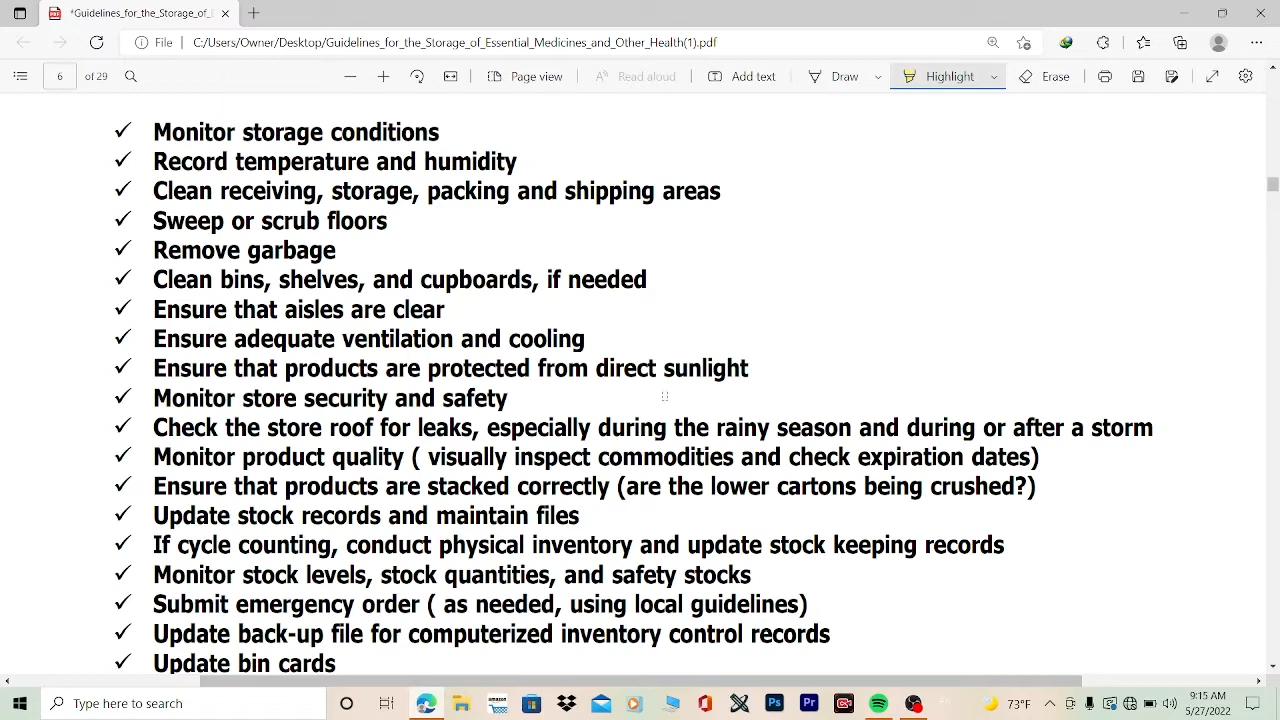 *Guidelines_for_the_Storage_of_
File
C:/Users/Owner/Desktop/Guidelines_for_the_Storage_of_Essential_Medicines_and_Other_Health(1).pdf
6 of 29
Page view
Read aloud
Add text
Draw
Highlight
Erase
Monitor storage conditions
Record temperature and humidity
Clean receiving, storage, packing and shipping areas
Sweep or scrub floors
Remove garbage
Clean bins, shelves, and cupboards, if needed
Ensure that aisles are clear
Ensure adequate ventilation and cooling
Ensure that products are protected from direct sunlight
Monitor store security and safety
Check the store roof for leaks, especially during the rainy season and during or after a storm
Monitor product quality ( visually inspect commodities and check expiration dates)
Ensure that products are stacked correctly (are the lower cartons being crushed?)
Update stock records and maintain files
If cycle counting, conduct physical inventory and update stock keeping records
Monitor stock levels, stock quantities, and safety stocks
Submit emergency order ( as needed, using local guidelines)
Update back-up file for computerized inventory control records
Update bin cards
Type here to search
amazon
Ps
Pr
73°F
9:15 AM
5/27/2022